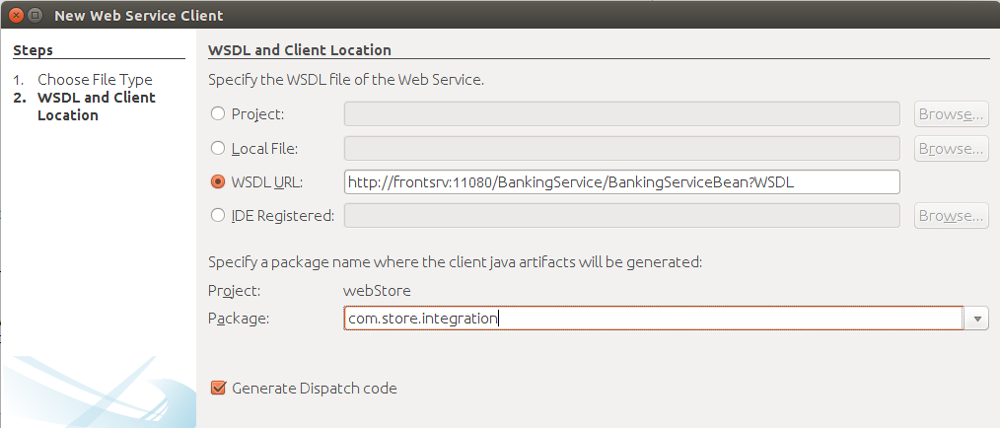 New Web Service Client
Steps
1. Choose File Type
2. WSDL and Client
Location
WSDL and Client Location
Specify the WSDL file of the Web Service.
Project:
Browse...
Local File:
Browse...
WSDL URL:
http://frontsrv:11080/BankingService/BankingServiceBean?WSDL
IDE Registered:
Browse...
Specify a package name where the client java artifacts will be generated:
Project:
webStore
Package:
com.store.integration
Generate Dispatch code